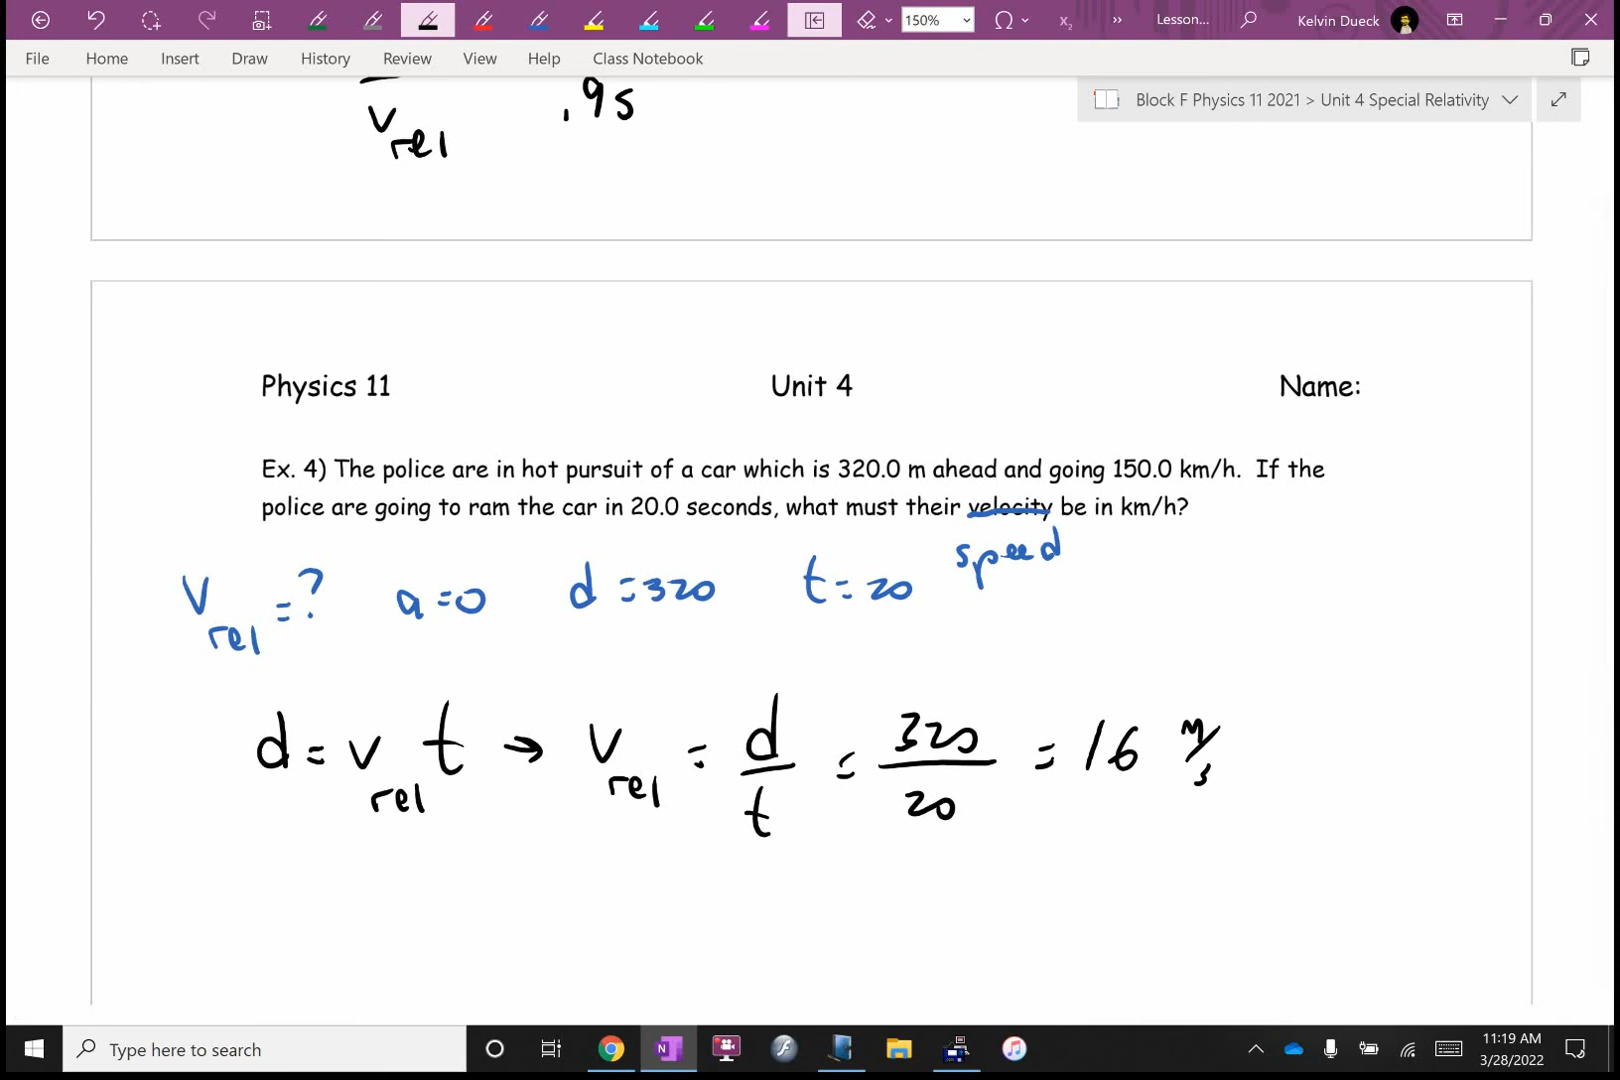 150%
Lesson...
Kelvin Dueck
File Home Insert Draw History Review View Help Class Notebook
Block F Physics 11 2021 > Unit 4 Special Relativity
v rel
.9s
Physics 11 Unit 4 Name:
Ex. 4) The police are in hot pursuit of a car which is 320.0 m ahead and going 150.0 km/h. If the
police are going to ram the car in 20.0 seconds, what must their velocity be in km/h?
speed
v rel = ? a = 0 d = 320 t = 20
d = v rel t → v rel = d/t = 320/20 = 16 m/s
Type here to search
11:19 AM
3/28/2022